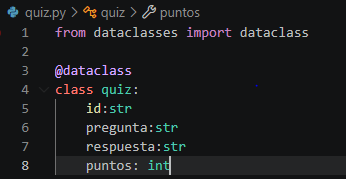 quiz.py > quiz > puntos
1 from dataclasses import dataclass
2
3 @dataclass
4 class quiz:
5 id:str
6 pregunta:str
7 respuesta:str
8 puntos: int